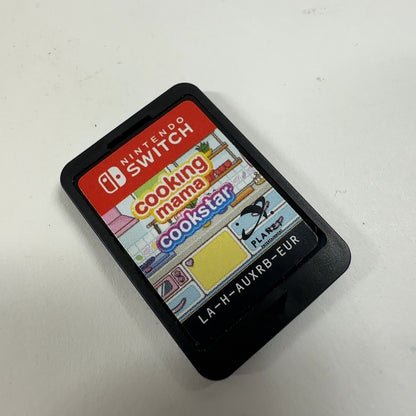 NINTENDO
SWITCH
cooking
mama
cookstar
PLANET
LA-H-AUXRB-EUR